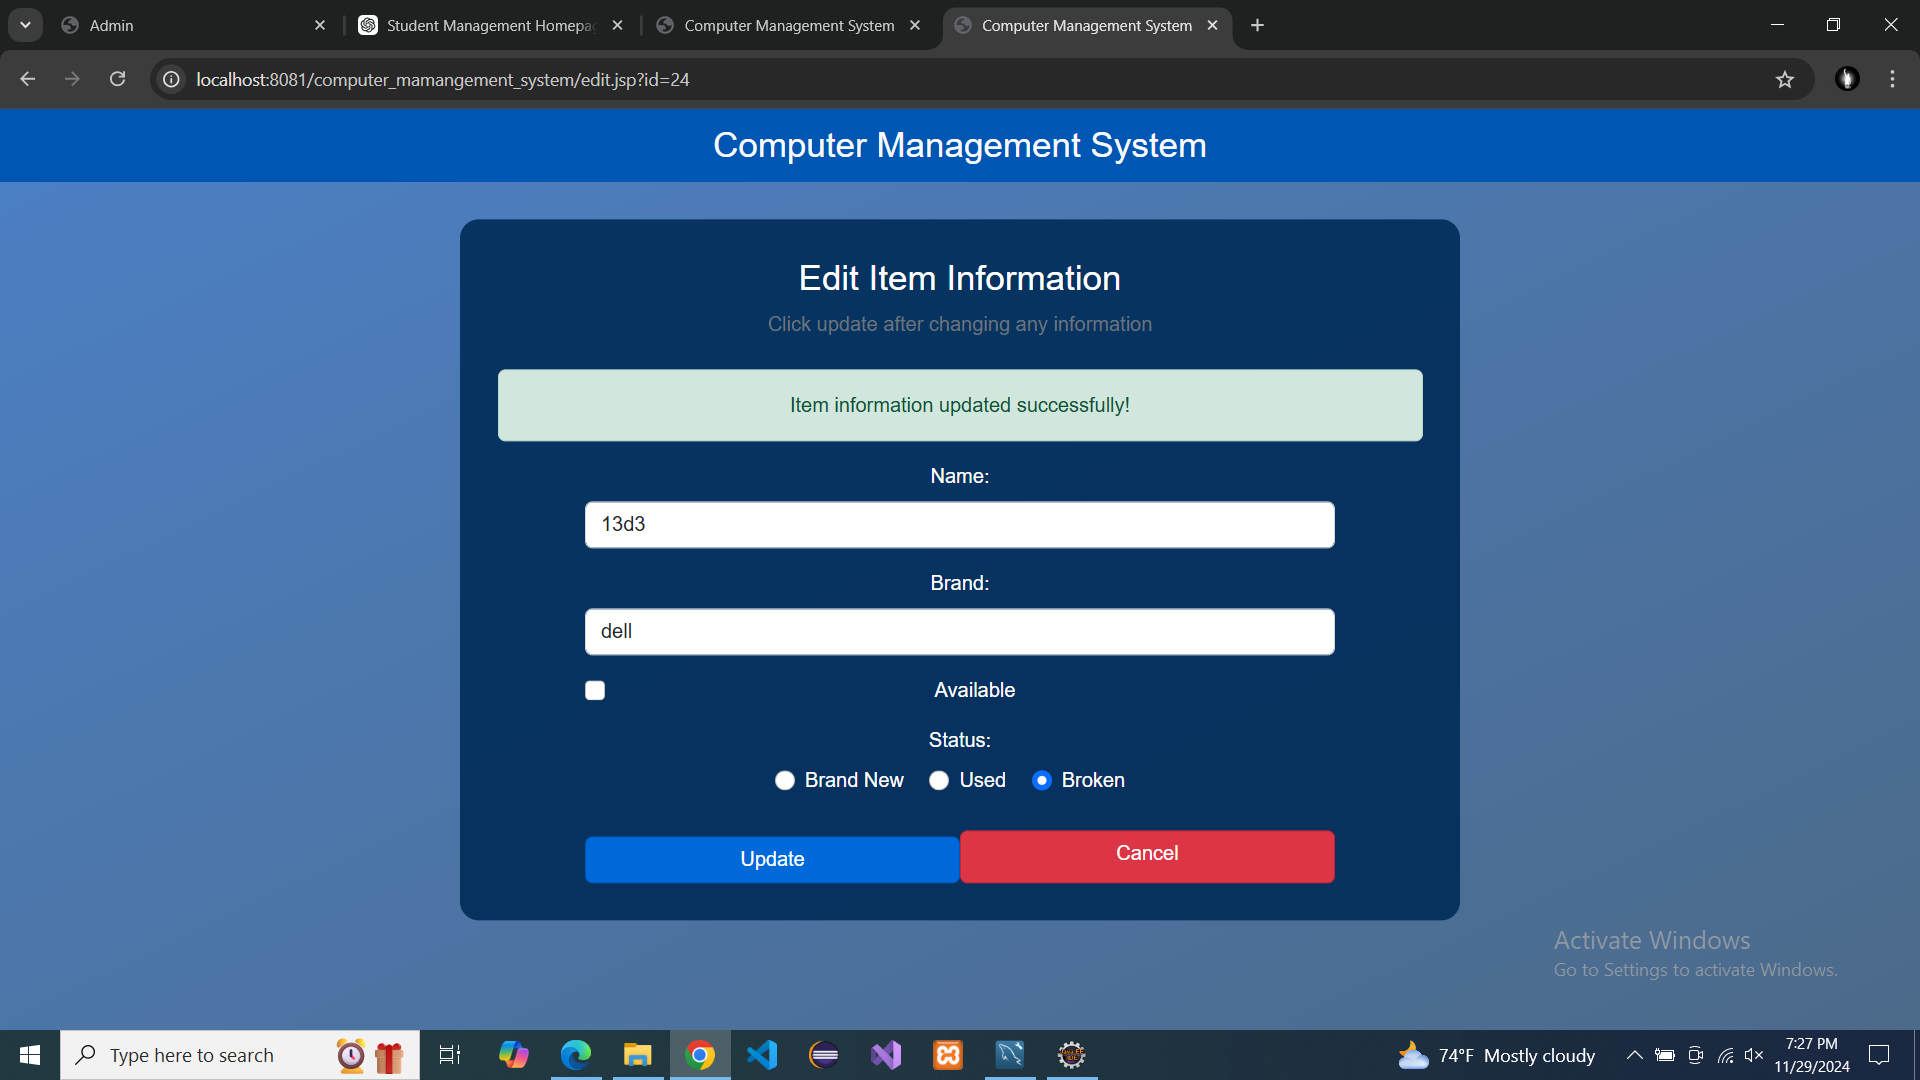 Admin
Student Management Homepa
Computer Management System
Computer Management System
localhost:8081/computer_mamangement_system/edit.jsp?id=24
Computer Management System
Edit Item Information
Click update after changing any information
Item information updated successfully!
Name:
13d3
Brand:
dell
Available
Status:
Brand New
Used
Broken
Update
Cancel
Activate Windows
Go to Settings to activate Windows.
Type here to search
74°F Mostly cloudy
7:27 PM
11/29/2024